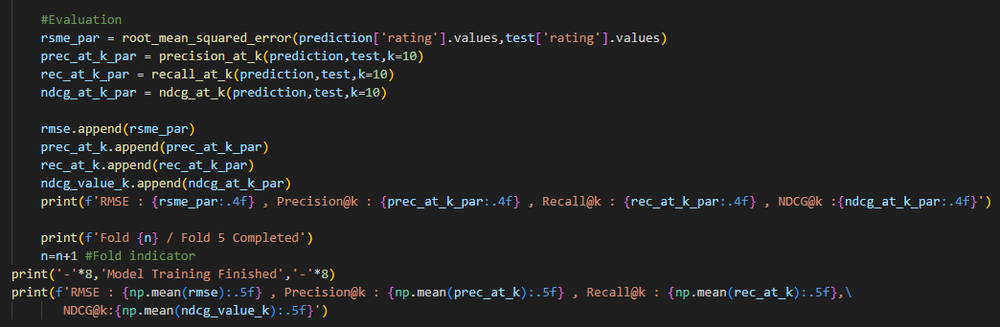 #Evaluation
rsme_par = root_mean_squared_error(prediction['rating'].values,test['rating'].values)
prec_at_k_par = precision_at_k(prediction,test,k=10)
rec_at_k_par = recall_at_k(prediction,test,k=10)
ndcg_at_k_par = ndcg_at_k(prediction,test,k=10)
rmse.append(rsme_par)
prec_at_k.append(prec_at_k_par)
rec_at_k.append(rec_at_k_par)
ndcg_value_k.append(ndcg_at_k_par)
print(f'RMSE : {rsme_par:.4f} , Precision@k : {prec_at_k_par:.4f} , Recall@k : {rec_at_k_par:.4f} , NDCG@k :{ndcg_at_k_par:.4f}')
print(f'Fold {n} / Fold 5 Completed')
n=n+1 #Fold indicator
print('-'*8,'Model Training Finished','-'*8)
print(f'RMSE : {np.mean(rmse):.5f} , Precision@k : {np.mean(prec_at_k):.5f} , Recall@k : {np.mean(rec_at_k):.5f},\
NDCG@k:{np.mean(ndcg_value_k):.5f}')